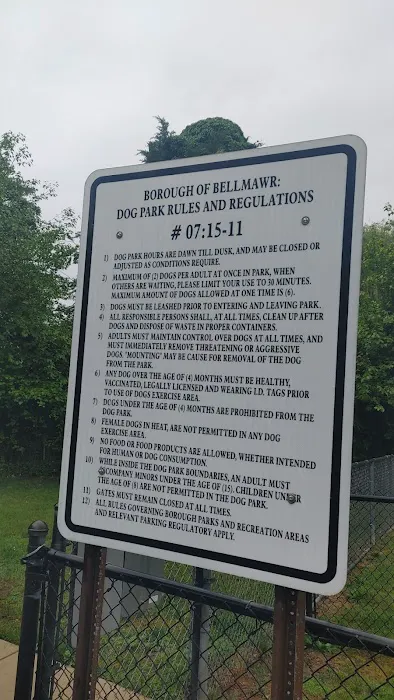 BOROUGH OF BELLMAWR:
DOG PARK RULES AND REGULATIONS
# 07:15-11
1) DOG PARK HOURS ARE DAWN TILL DUSK, AND MAY BE CLOSED OR
ADJUSTED AS CONDITIONS REQUIRE.
2) MAXIMUM OF (2) DOGS PER ADULT AT ONCE IN PARK, WHEN
OTHERS ARE WAITING, PLEASE LIMIT YOUR USE TO 30 MINUTES.
MAXIMUM AMOUNT OF DOGS ALLOWED AT ONE TIME IS (6).
3) DOGS MUST BE LEASHED PRIOR TO ENTERING AND LEAVING PARK.
4) ALL RESPONSIBLE PERSONS SHALL, AT ALL TIMES, CLEAN UP AFTER
DOGS AND DISPOSE OF WASTE IN PROPER CONTAINERS.
5) ADULTS MUST MAINTAIN CONTROL OVER DOGS AT ALL TIMES, AND
MUST IMMEDIATELY REMOVE THREATENING OR AGGRESSIVE
DOGS. "MOUNTING" MAY BE CAUSE FOR REMOVAL OF THE DOG
FROM THE PARK.
6) ANY DOG OVER THE AGE OF (4) MONTHS MUST BE HEALTHY,
VACCINATED, LEGALLY LICENSED AND WEARING I.D. TAGS PRIOR
TO USE OF DOGS EXERCISE AREA.
7) DOGS UNDER THE AGE OF (4) MONTHS ARE PROHIBITED FROM THE
DOG PARK.
8) FEMALE DOGS IN HEAT, ARE NOT PERMITTED IN ANY DOG
EXERCISE AREA.
9) NO FOOD OR FOOD PRODUCTS ARE ALLOWED, WHETHER INTENDED
FOR HUMAN OR DOG CONSUMPTION.
10) WHILE INSIDE THE DOG PARK BOUNDARIES, AN ADULT MUST
ACCOMPANY MINORS UNDER THE AGE OF (15). CHILDREN UNDER
THE AGE OF (8) ARE NOT PERMITTED IN THE DOG PARK.
11) GATES MUST REMAIN CLOSED AT ALL TIMES.
12) ALL RULES GOVERNING BOROUGH PARKS AND RECREATION AREAS
AND RELEVANT PARKING REGULATORY APPLY.